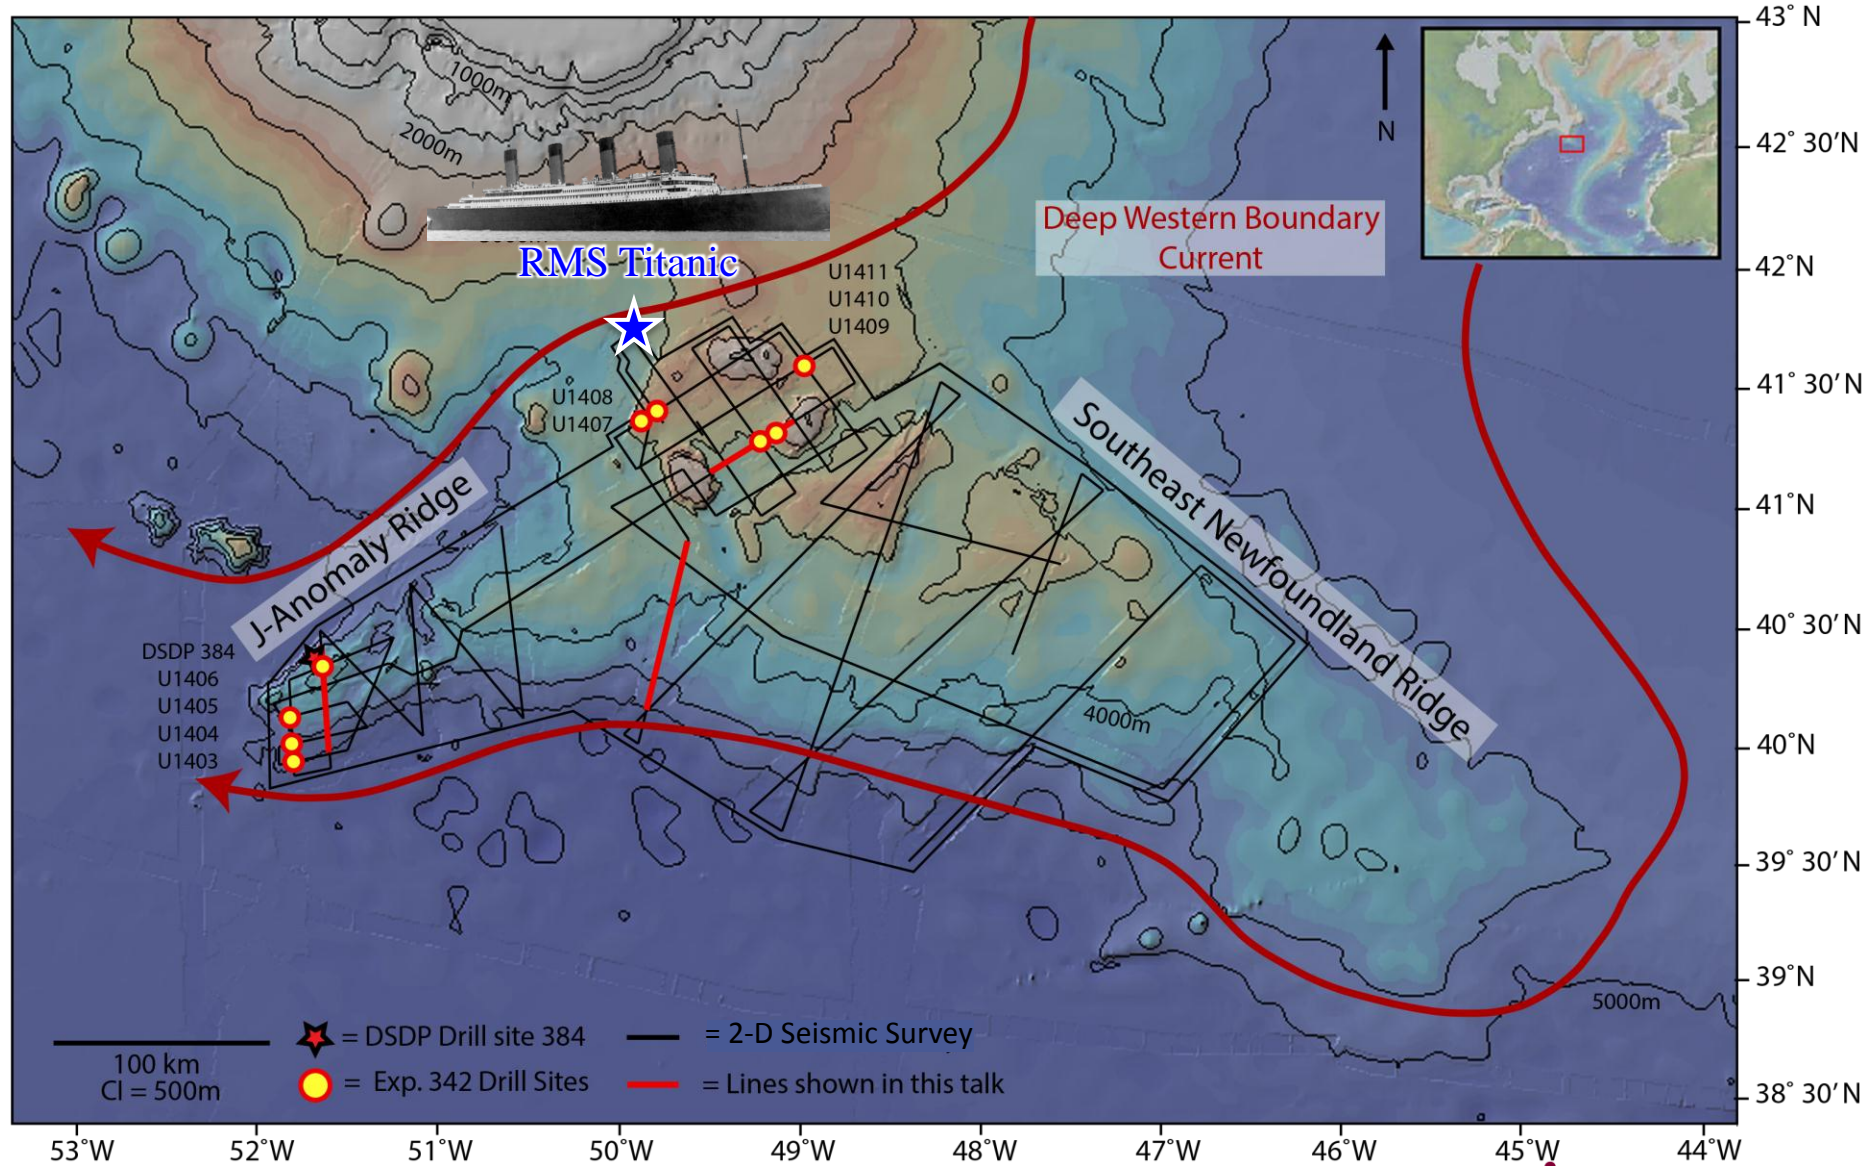 43° N
42° 30'N
42°N
41° 30' N
41°N
40° 30' N
40°N
39° 30' N
39°N
38° 30' N
1000m
2000m
N
RMS Titanic
Deep Western Boundary
Current
U1411
U1410
U1409
U1408
U1407
J-Anomaly Ridge
Southeast Newfoundland Ridge
DSDP 384
U1406
U1405
U1404
U1403
4000m
5000m
100 km
CI = 500m
= DSDP Drill site 384
= Exp. 342 Drill Sites
= 2-D Seismic Survey
= Lines shown in this talk
53°W
52°W
51°W
50°W
49°W
48°W
47°W
46°W
45°W
44°W